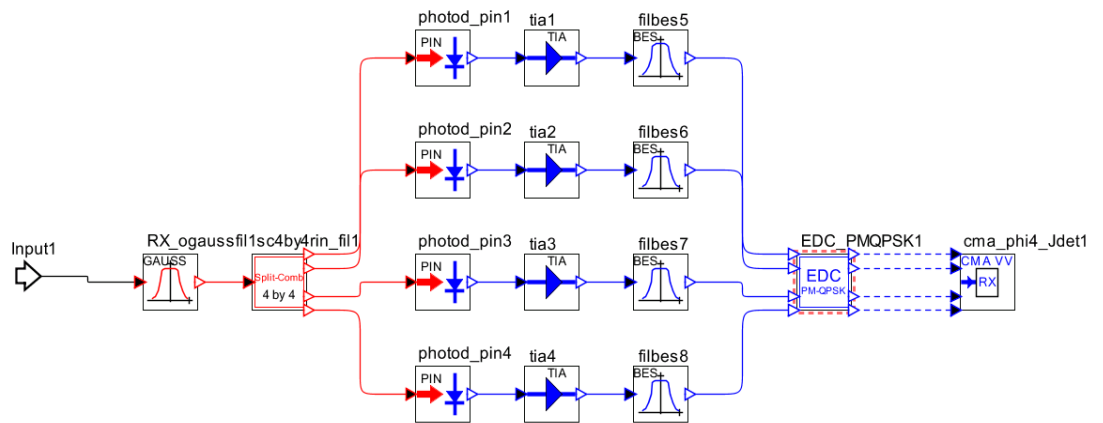 photod_pin1 tia1 filbes5
PIN TIA BES
photod_pin2 tia2 filbes6
PIN TIA BES
Input1 RX_ogaussfil1sc4by4rin_fil1 photod_pin3 tia3 filbes7 EDC_PMQPSK1 cma_phi4_Jdet1
GAUSS PIN TIA BES CMA VV
Split-Comb EDC RX
4 by 4 PM-QPSK
photod_pin4 tia4 filbes8
PIN TIA BES